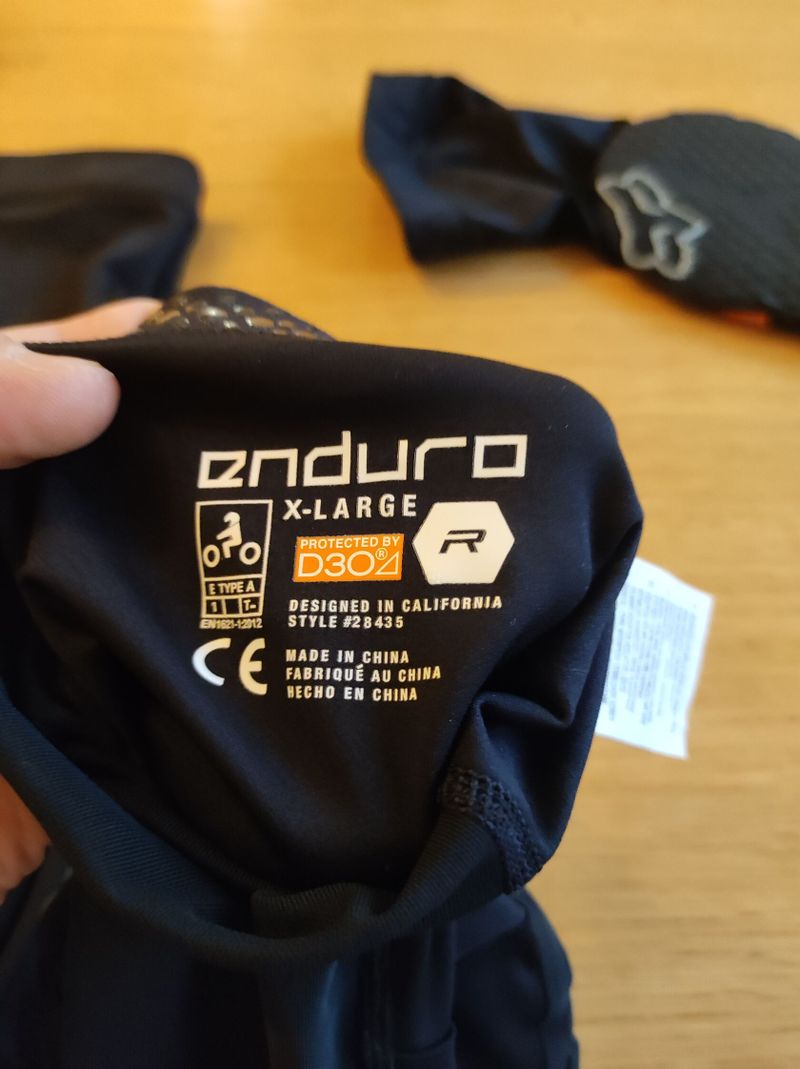 enduro
X-LARGE
R
PROTECTED BY
D3O®
E TYPE A
1 T-
EN1621-1:2012
DESIGNED IN CALIFORNIA
STYLE #28435
CE
MADE IN CHINA
FABRIQUÉ AU CHINA
HECHO EN CHINA